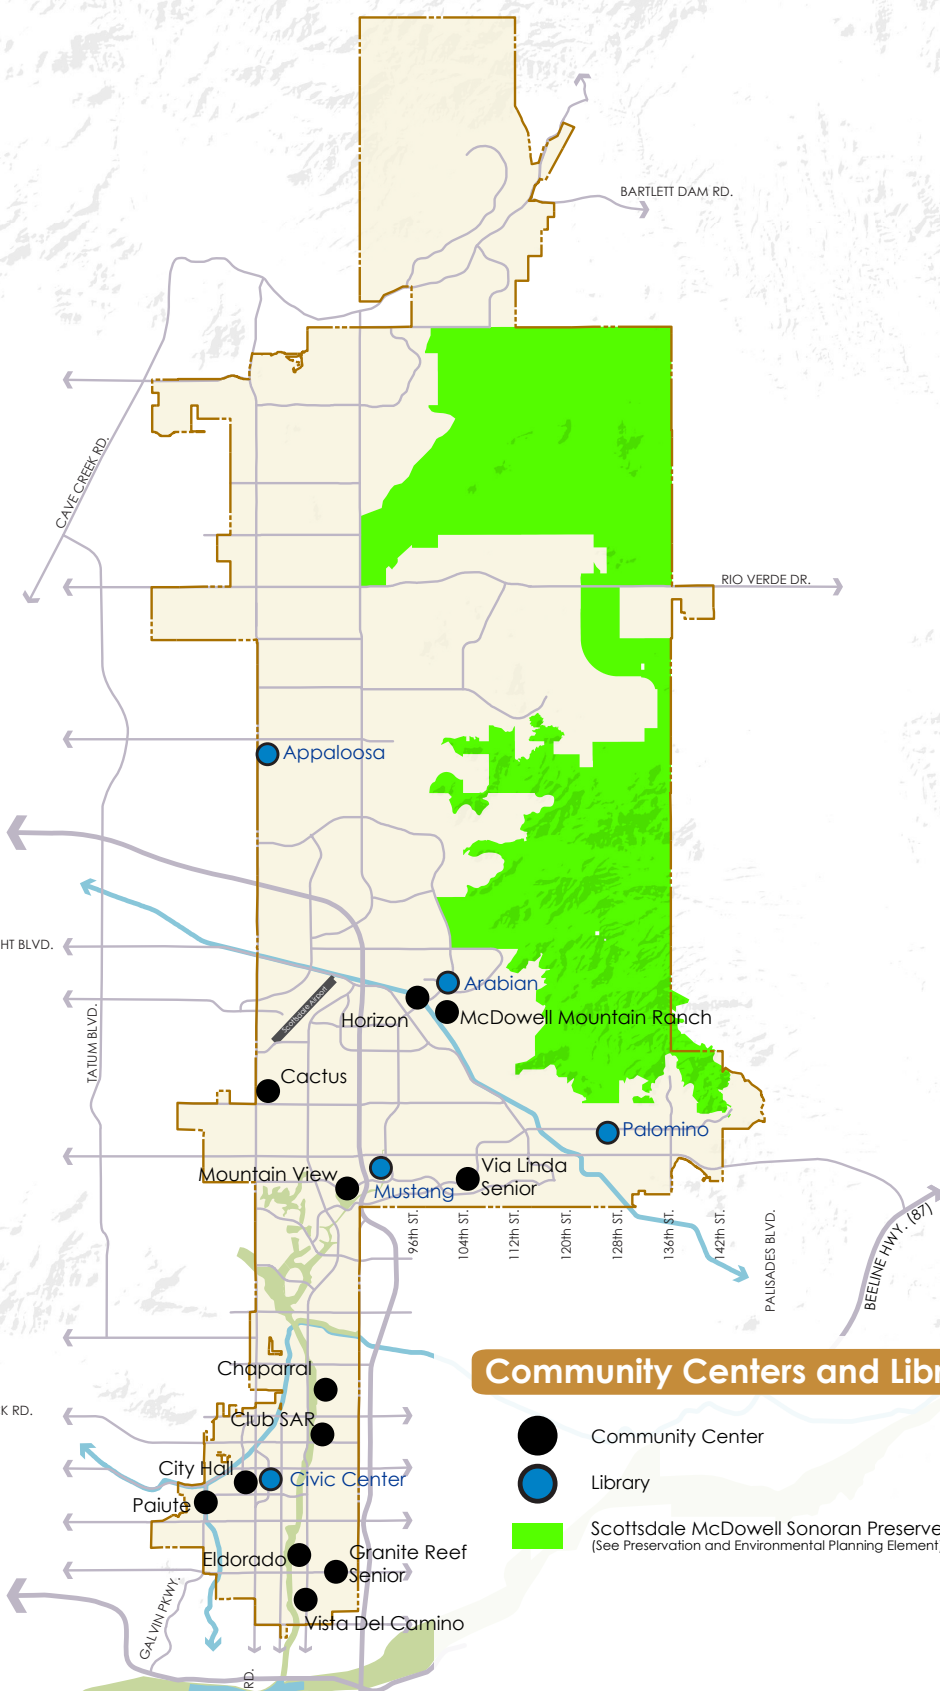 BARTLETT DAM RD.
CAVE CREEK RD.
RIO VERDE DR.
Appaloosa
HT BLVD.
Arabian
Scottsdale Airport
Horizon
McDowell Mountain Ranch
TATUM BLVD.
Cactus
Palomino
Mountain View
Via Linda
Senior
Mustang
96th ST.
104th ST.
112th ST.
120th ST.
128th ST.
136th ST.
142th ST.
PALISADES BLVD.
BEELINE HWY. (87)
Chaparral
Community Centers and Libr
K RD.
Club SAR
Community Center
City Hall
Civic Center
Library
Paiute
Scottsdale McDowell Sonoran Preserve
(See Preservation and Environmental Planning Element
Eldorado
Granite Reef
Senior
GALVIN PKWY.
Vista Del Camino
RD.